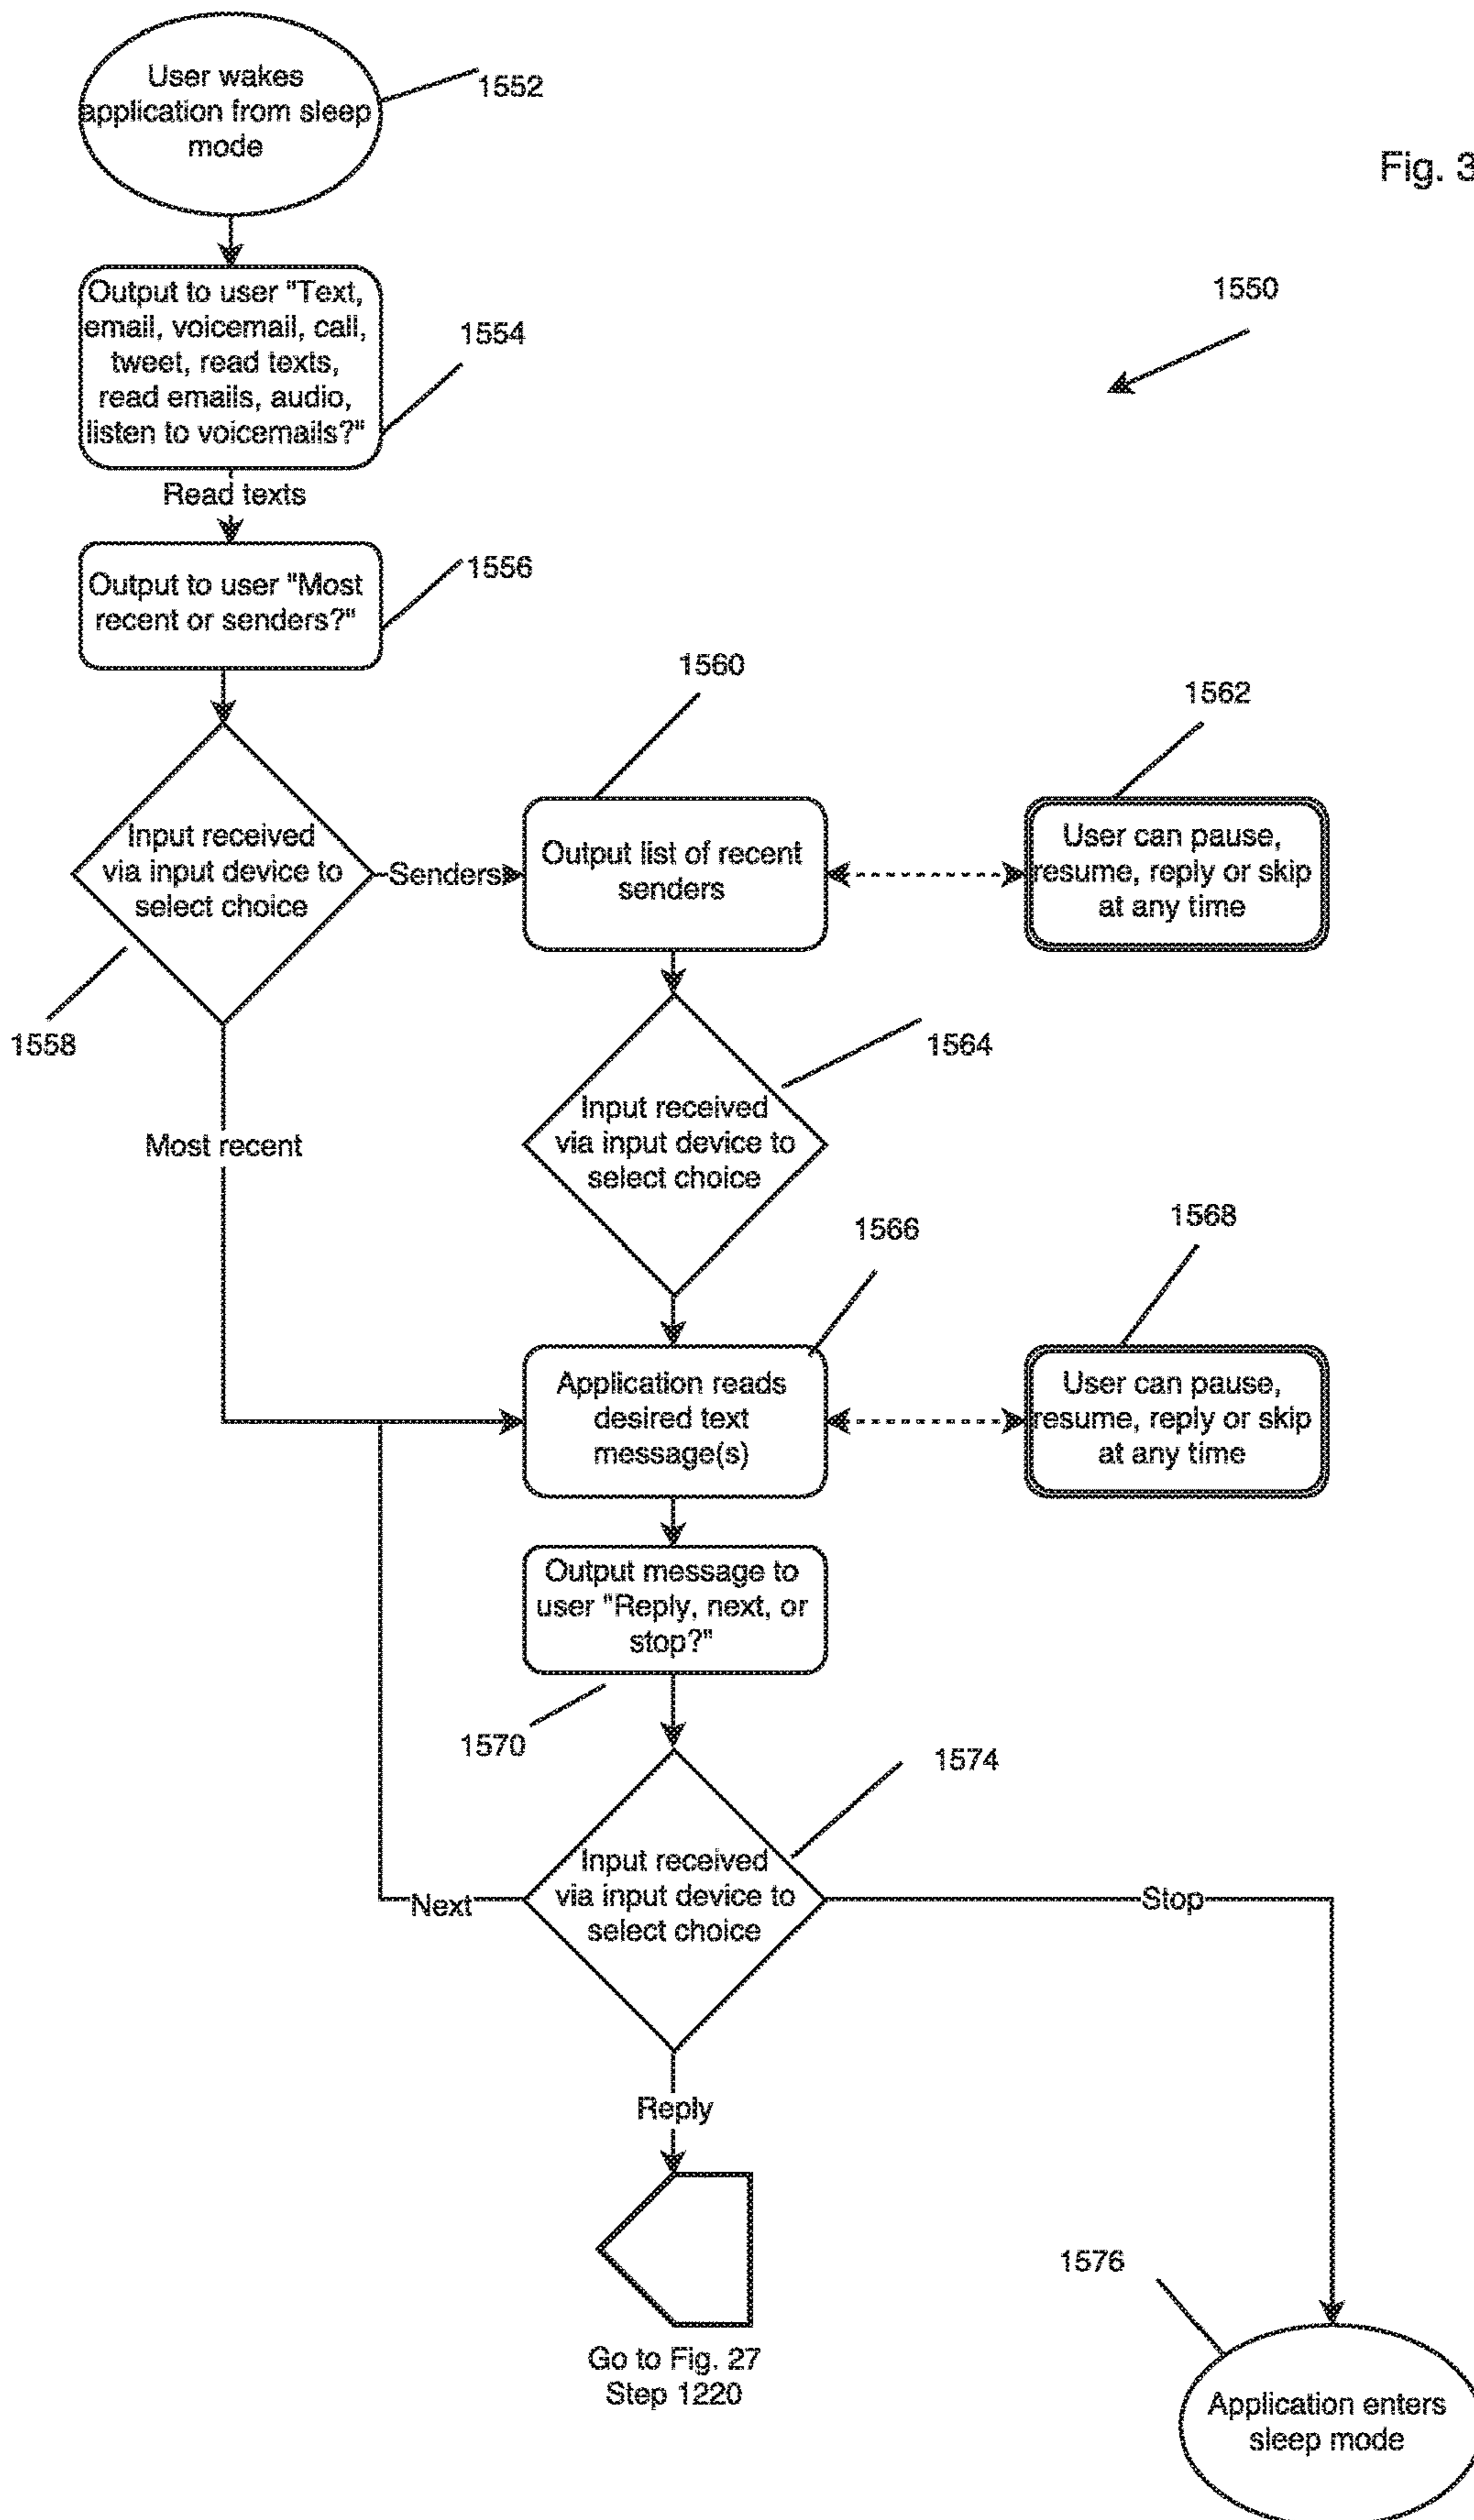 User wakes
application from sleep
mode
1552
Fig. 3
Output to user "Text,
email, voicemail, call,
tweet, read texts,
read emails, audio,
listen to voicemails?"
1554
1550
Read texts
Output to user "Most
recent or senders?"
1556
1560
1562
Input received
via input device to
select choice
1558
Senders
Output list of recent
senders
User can pause,
resume, reply or skip
at any time
1564
Input received
via input device to
select choice
Most recent
1566
1568
Application reads
desired text
message(s)
User can pause,
resume, reply or skip
at any time
Output message to
user "Reply, next, or
stop?"
1570
1574
Input received
via input device to
select choice
Next
Stop
Reply
Go to Fig. 27
Step 1220
1576
Application enters
sleep mode